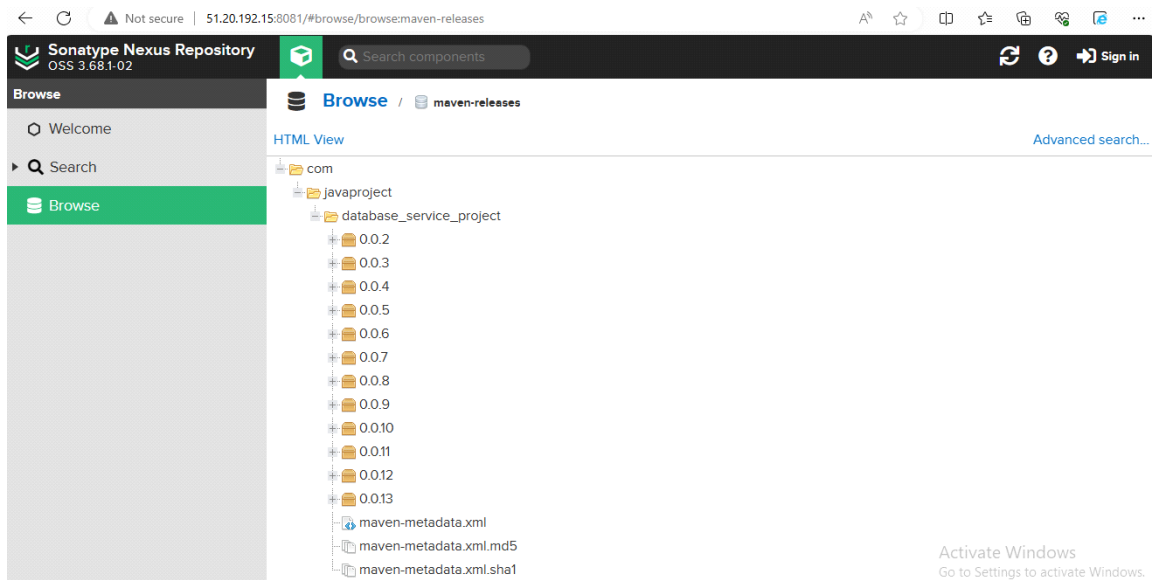 Not secure | 51.20.192.15:8081/#browse/browse:maven-releases
Sonatype Nexus Repository
OSS 3.68.1-02
Search components
Sign in
Browse
Welcome
Search
Browse
Browse / maven-releases
HTML View
Advanced search...
com
javaproject
database_service_project
0.0.2
0.0.3
0.0.4
0.0.5
0.0.6
0.0.7
0.0.8
0.0.9
0.0.10
0.0.11
0.0.12
0.0.13
maven-metadata.xml
maven-metadata.xml.md5
maven-metadata.xml.sha1
Activate Windows
Go to Settings to activate Windows.